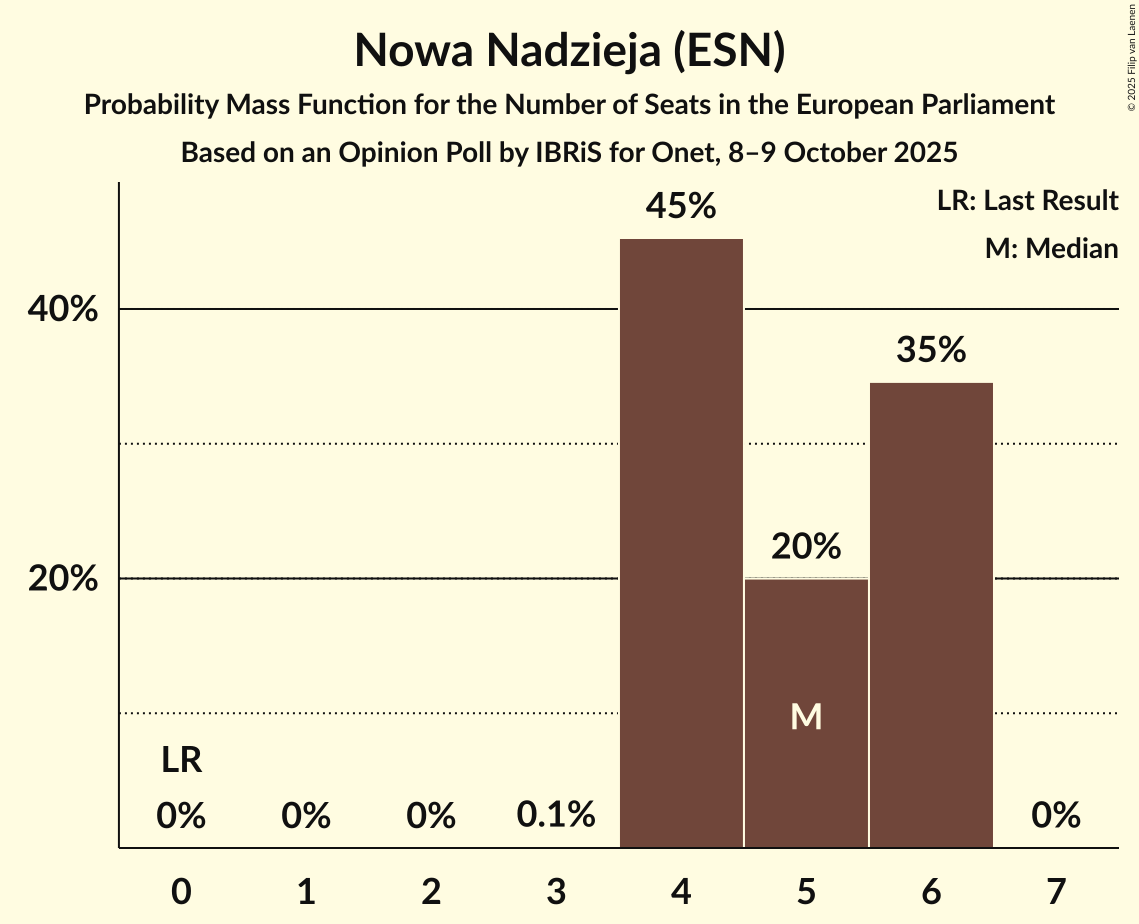 Nowa Nadzieja (ESN)
Probability Mass Function for the Number of Seats in the European Parliament
Based on an Opinion Poll by IBRiS for Onet, 8–9 October 2025
© 2025 Filip van Laenen
LR: Last Result
M: Median
45%
40%
35%
20%
20%
M
LR
0%
0%
0%
0.1%
0%
0 1 2 3 4 5 6 7